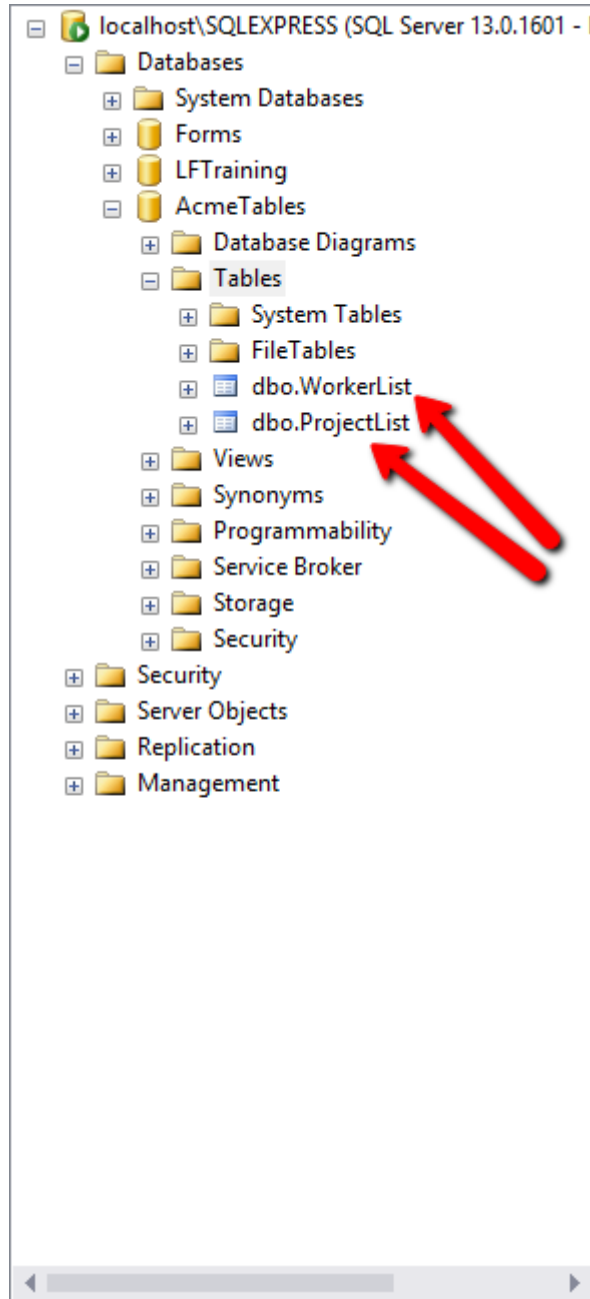 localhost\SQLEXPRESS (SQL Server 13.0.1601 -
Databases
System Databases
Forms
LFTraining
AcmeTables
Database Diagrams
Tables
System Tables
FileTables
dbo.WorkerList
dbo.ProjectList
Views
Synonyms
Programmability
Service Broker
Storage
Security
Security
Server Objects
Replication
Management